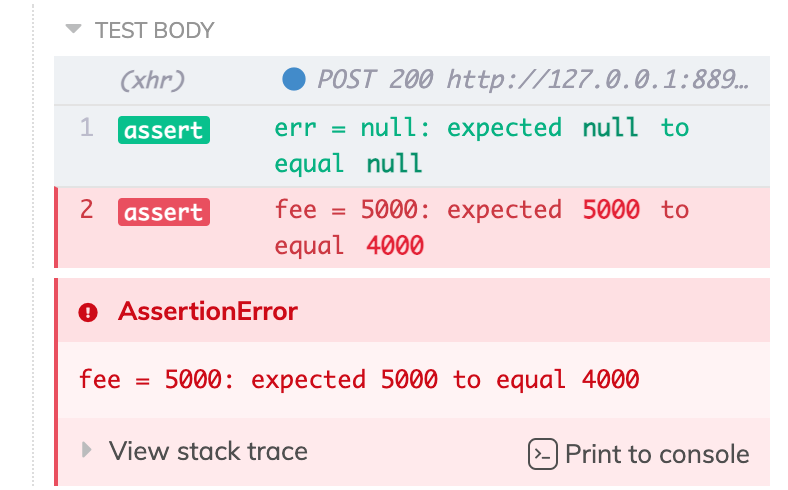 TEST BODY
(xhr) POST 200 http://127.0.0.1:889…
1 assert err = null: expected null to
equal null
2 assert fee = 5000: expected 5000 to
equal 4000
AssertionError
fee = 5000: expected 5000 to equal 4000
View stack trace Print to console